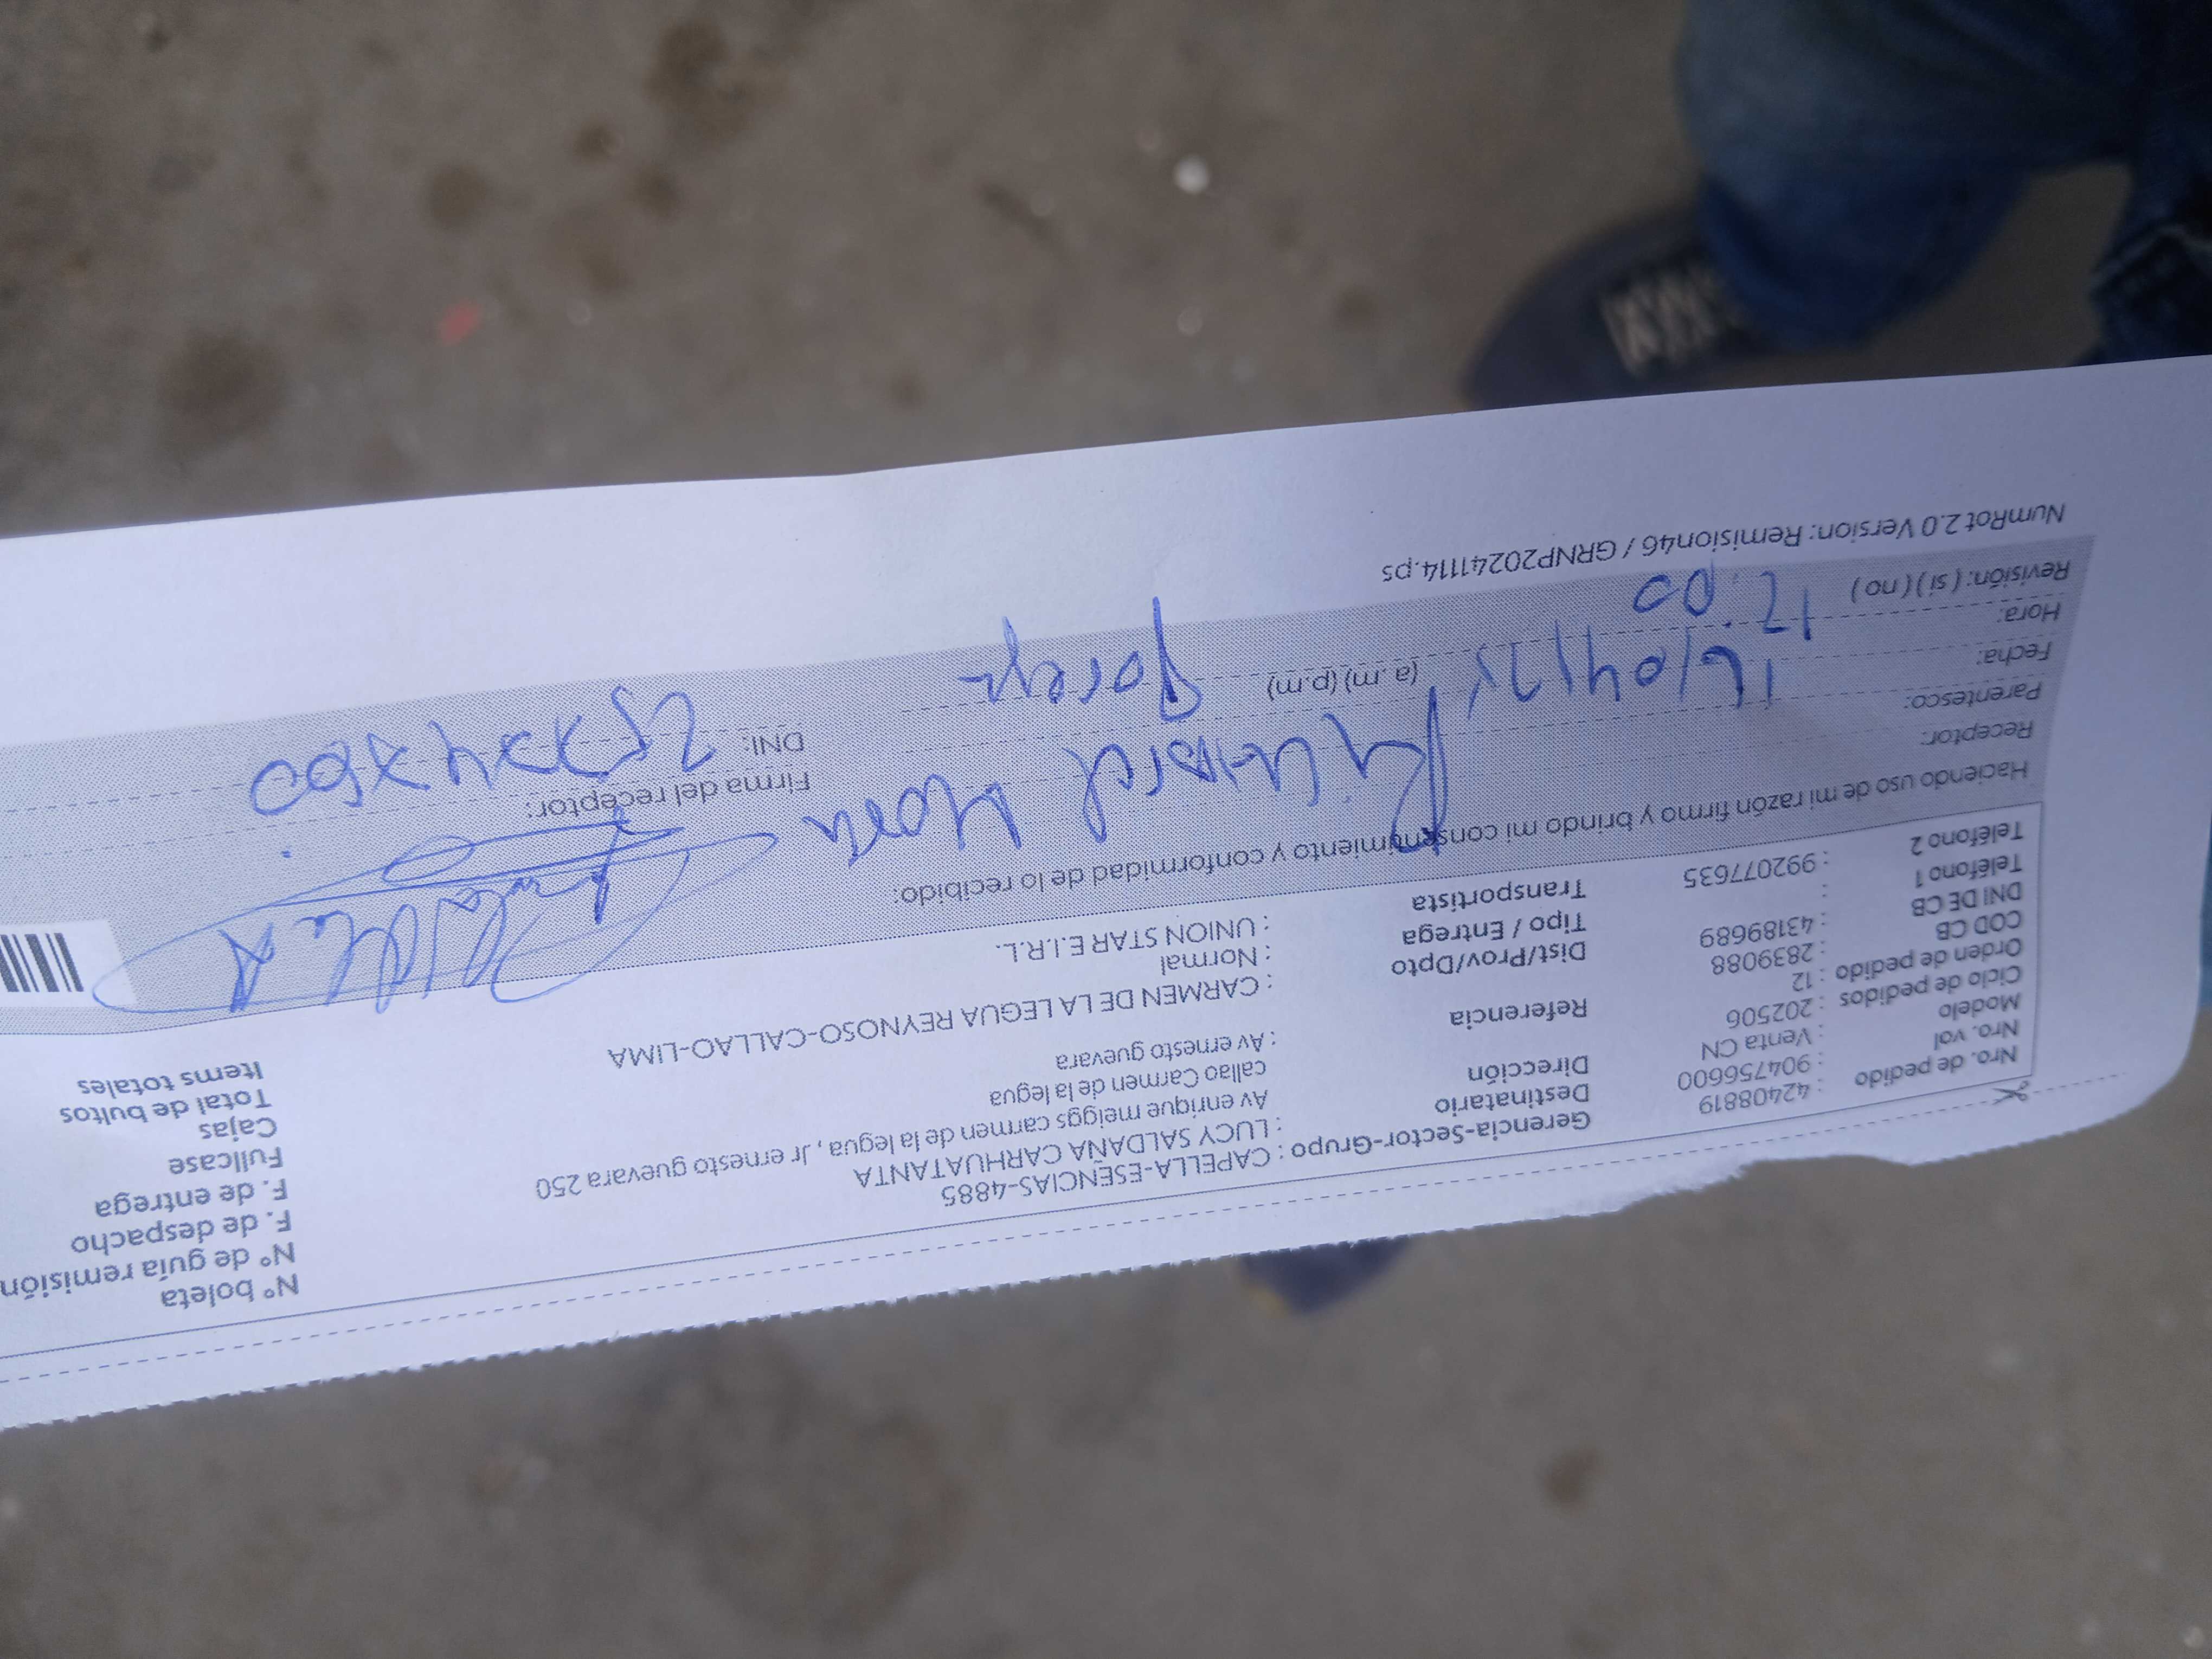 Nº boleta
Nº de guía remisión
F. de despacho
F. de entrega
Fullcase
Cajas
Total de bultos
Items totales
Gerencia-Sector-Grupo : CAPELLA-ESENCIAS-4885
Destinatario : LUCY SALDAÑA CARHUATANTA
Dirección Av enrique meiggs carmen de la legua , Jr ernesto guevara 250
callao Carmen de la legua
Referencia : Av ernesto guevara
Dist/Prov/Dpto : CARMEN DE LA LEGUA REYNOSO-CALLAO-LIMA
Tipo / Entrega : Normal
Transportista : UNION STAR E.I.R.L.
Nro. de pedido : 42408819
Nro. val : 904756600
Modelo : Venta CN
Ciclo de pedidos : 202506
Orden de pedido : 12
COD CB : 2839088
DNI DE CB : 43189689
Teléfono 1 :
Teléfono 2 : 992077635
Haciendo uso de mi razón firmo y brindo mi consentimiento y conformidad de lo recibido:
Receptor:
Parentesco:
Fecha: 16/04/25
Hora: 12:00 (a.m) (p.m)
Revisión: ( si ) ( no )
Firma del receptor:
DNI:
NumRot 2.0 Version: Remision46 / GRNP20241114.ps